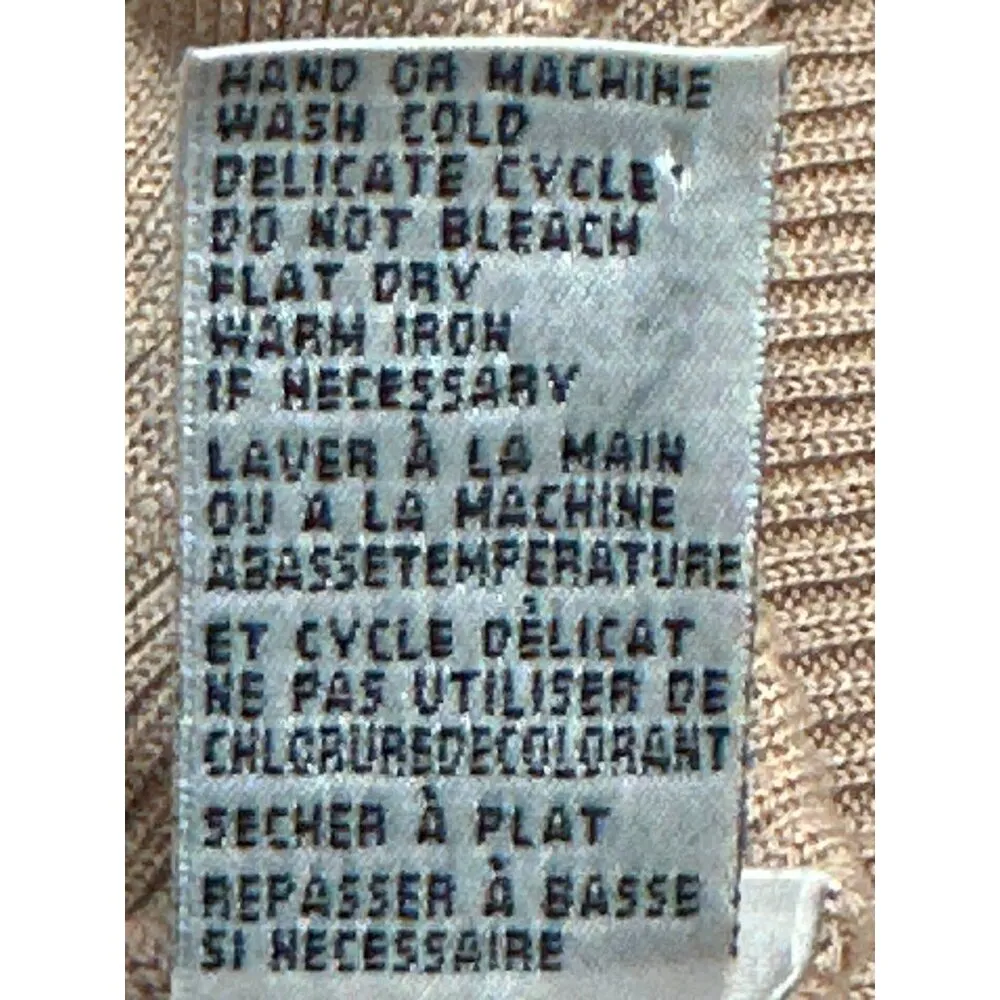 HAND OR MACHINE
WASH COLD
DELICATE CYCLE
DO NOT BLEACH
FLAT DRY
WARM IRON
IF NECESSARY
LAVER À LA MAIN
OU A LA MACHINE
ABASSETEMPERATURE
ET CYCLE DÉLICAT
NE PAS UTILISER DE
CHLORUREDECOLORANT
SECHER À PLAT
REPASSER À BASSE
SI NECESSAIRE